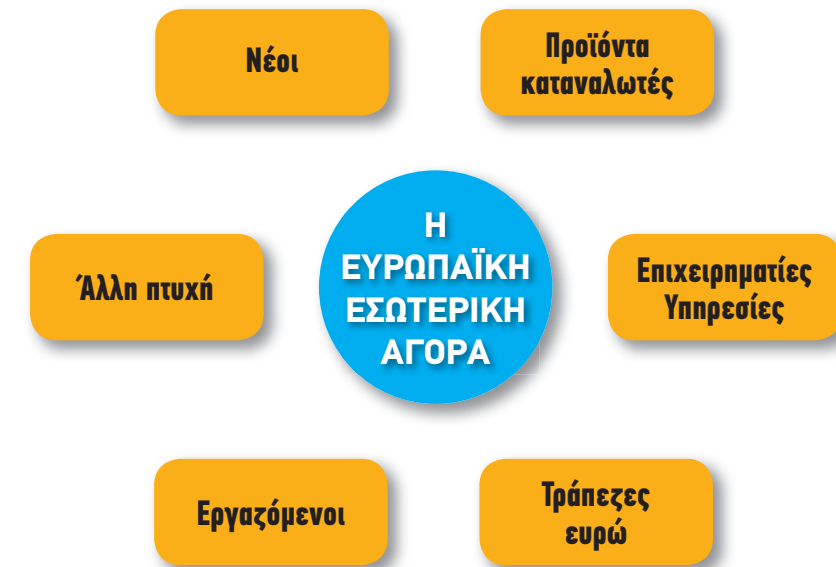 Νέοι
Προϊόντα
καταναλωτές
Άλλη πτυχή
Η
ΕΥΡΩΠΑΪΚΗ
ΕΣΩΤΕΡΙΚΗ
ΑΓΟΡΑ
Επιχειρηματίες
Υπηρεσίες
Εργαζόμενοι
Τράπεζες
ευρώ